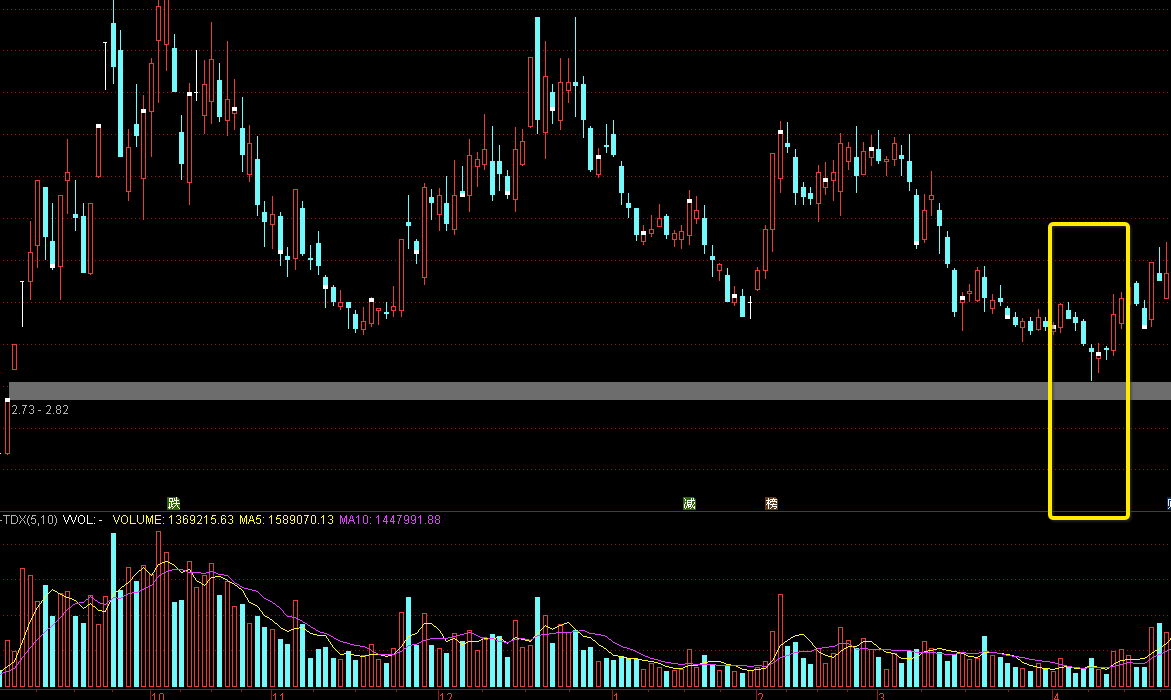 2.73 - 2.82
跌
减
榜
-TDX(5,10) VVOL: - VOLUME: 1369215.63 MA5: 1589070.13 MA10: 1447991.88
10
11
12
1
2
3
4